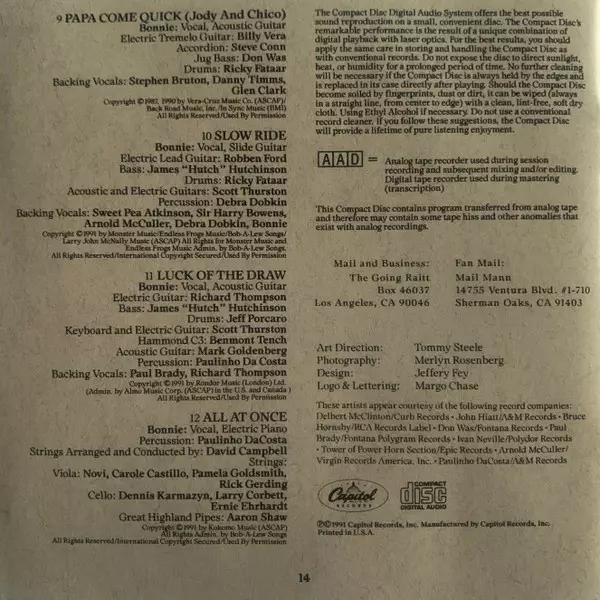 9 PAPA COME QUICK (Jody And Chico)
Bonnie: Vocal, Acoustic Guitar
Electric Tremelo Guitar: Billy Vera
Accordion: Steve Conn
Jug Bass: Don Was
Drums: Ricky Fataar
Backing Vocals: Stephen Bruton, Danny Timms,
Glen Clark
Copyright ©1982, 1990 by Vera-Cruz Music Co. (ASCAP)/
Back Road Music, Inc./In Sync Music (BMI)
All Rights Reserved/Used By Permission
10 SLOW RIDE
Bonnie: Vocal, Slide Guitar
Electric Lead Guitar: Robben Ford
Bass: James "Hutch" Hutchinson
Drums: Ricky Fataar
Acoustic and Electric Guitars: Scott Thurston
Percussion: Debra Dobkin
Backing Vocals: Sweet Pea Atkinson, Sir Harry Bowens,
Arnold McCuller, Debra Dobkin, Bonnie
Copyright ©1991 by Monster Music/Endless Frogs Music/Bob-A-Lew Songs/
Larry John McNally Music (ASCAP) All Rights for Monster Music and
Endless Frogs Music Admin. by Bob-A-Lew Songs.
All Rights Reserved/International Copyright Secured/Used By Permission
11 LUCK OF THE DRAW
Bonnie: Vocal, Acoustic Guitar
Electric Guitar: Richard Thompson
Bass: James "Hutch" Hutchinson
Drums: Jeff Porcaro
Keyboard and Electric Guitar: Scott Thurston
Hammond C3: Benmont Tench
Acoustic Guitar: Mark Goldenberg
Percussion: Paulinho Da Costa
Backing Vocals: Paul Brady, Richard Thompson
Copyright ©1991 by Rondor Music (London) Ltd.
(Admin. by Almo Music Corp. (ASCAP) in the U.S. and Canada)
All Rights Reserved/Used By Permission
12 ALL AT ONCE
Bonnie: Vocal, Electric Piano
Percussion: Paulinho DaCosta
Strings Arranged and Conducted by: David Campbell
Strings:
Viola: Novi, Carole Castillo, Pamela Goldsmith,
Rick Gerding
Cello: Dennis Karmazyn, Larry Corbett,
Ernie Ehrhardt
Great Highland Pipes: Aaron Shaw
Copyright ©1991 by Kokomo Music (ASCAP)
All Rights Admin. by Bob-A-Lew Songs
All Rights Reserved/International Copyright Secured/Used By Permission
The Compact Disc Digital Audio System offers the best possible
sound reproduction on a small, convenient disc. The Compact Disc's
remarkable performance is the result of a unique combination of
digital playback with laser optics. For the best results, you should
apply the same care in storing and handling the Compact Disc as
with conventional records. Do not expose the disc to direct sunlight,
heat, or humidity for a prolonged period of time. No further cleaning
will be necessary if the Compact Disc is always held by the edges and
is replaced in its case directly after playing. Should the Compact Disc
become soiled by fingerprints, dust or dirt, it can be wiped (always
in a straight line, from center to edge) with a clean, lint-free, soft dry
cloth. Using Ethyl Alcohol if necessary. Do not use a conventional
record cleaner. If you follow these suggestions, the Compact Disc
will provide a lifetime of pure listening enjoyment.
AAD = Analog tape recorder used during session
recording and subsequent mixing and/or editing.
Digital tape recorder used during mastering
(transcription)
This Compact Disc contains program transferred from analog tape
and therefore may contain some tape hiss and other anomalies that
exist with analog recordings.
Mail and Business:
The Going Raitt
Box 46037
Los Angeles, CA 90046
Fan Mail:
Mail Mann
14755 Ventura Blvd. #1-710
Sherman Oaks, CA 91403
Art Direction: Tommy Steele
Photography: Merlyn Rosenberg
Design: Jeffery Fey
Logo & Lettering: Margo Chase
These artists appear courtesy of the following record companies:
Delbert McClinton/Curb Records • John Hiatt/A&M Records • Bruce
Hornsby/RCA Records Label • Don Was/Fontana Records • Paul
Brady/Fontana Polygram Records • Ivan Neville/Polydor Records
• Tower of Power Horn Section/Epic Records • Arnold McCuller/
Virgin Records America, Inc. • Paulinho DaCosta/A&M Records
Capitol
RECORDS
COMPACT
disc
DIGITAL AUDIO
℗©1991 Capitol Records, Inc. Manufactured by Capitol Records, Inc.
Printed in U.S.A.
14